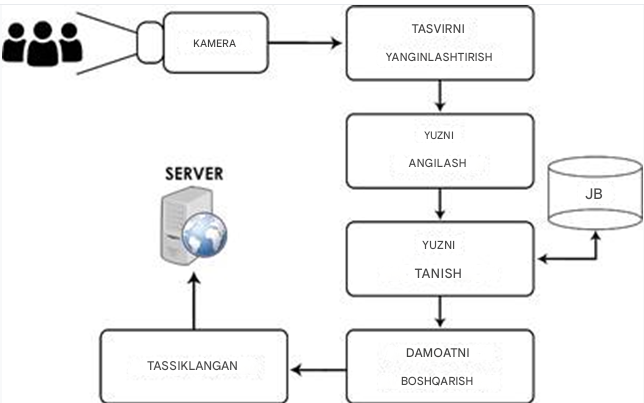 KAMERA
TASVIRNI
YANGINLASHTIRISH
YUZNI
ANGILASH
SERVER
JB
YUZNI
TANISH
TASSIKLANGAN
DAMOATNI
BOSHQARISH